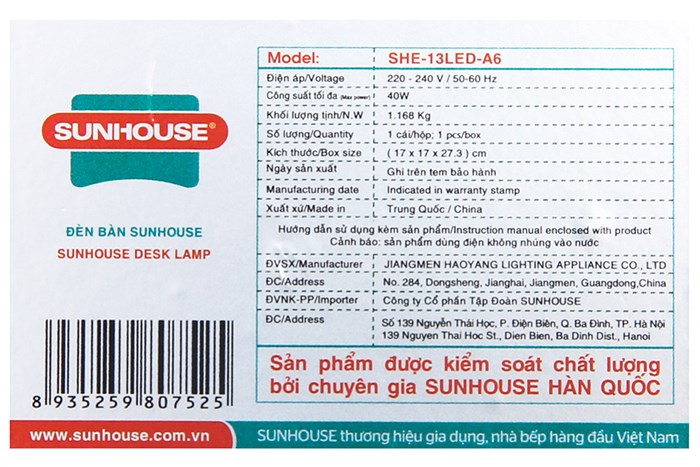 SUNHOUSE®
ĐÈN BÀN SUNHOUSE
SUNHOUSE DESK LAMP
8 935259 807525
Model: SHE-13LED-A6
Điện áp/Voltage 220 - 240 V / 50-60 Hz
Công suất tối đa (Max power) 40W
Khối lượng tịnh/N.W 1.168 Kg
Số lượng/Quantity 1 cái/hộp; 1 pcs/box
Kích thước/Box size ( 17 x 17 x 27.3 ) cm
Ngày sản xuất Ghi trên tem bảo hành
Manufacturing date Indicated in warranty stamp
Xuất xứ/Made in Trung Quốc / China
Hướng dẫn sử dụng kèm sản phẩm/Instruction manual enclosed with product
Cảnh báo: sản phẩm dùng điện không nhúng vào nước
ĐVSX/Manufacturer JIANGMEN HAOYANG LIGHTING APPLIANCE CO., LTD
ĐC/Address No. 284, Dongsheng, Jianghai, Jiangmen, Guangdong,China
ĐVNK-PP/Importer Công ty Cổ phần Tập Đoàn SUNHOUSE
ĐC/Address Số 139 Nguyễn Thái Học, P. Điện Biên, Q. Ba Đình, TP. Hà Nội
139 Nguyen Thai Hoc St., Dien Bien, Ba Dinh Dist., Hanoi
Sản phẩm được kiểm soát chất lượng
bởi chuyên gia SUNHOUSE HÀN QUỐC
www.sunhouse.com.vn
SUNHOUSE thương hiệu gia dụng, nhà bếp hàng đầu Việt Nam